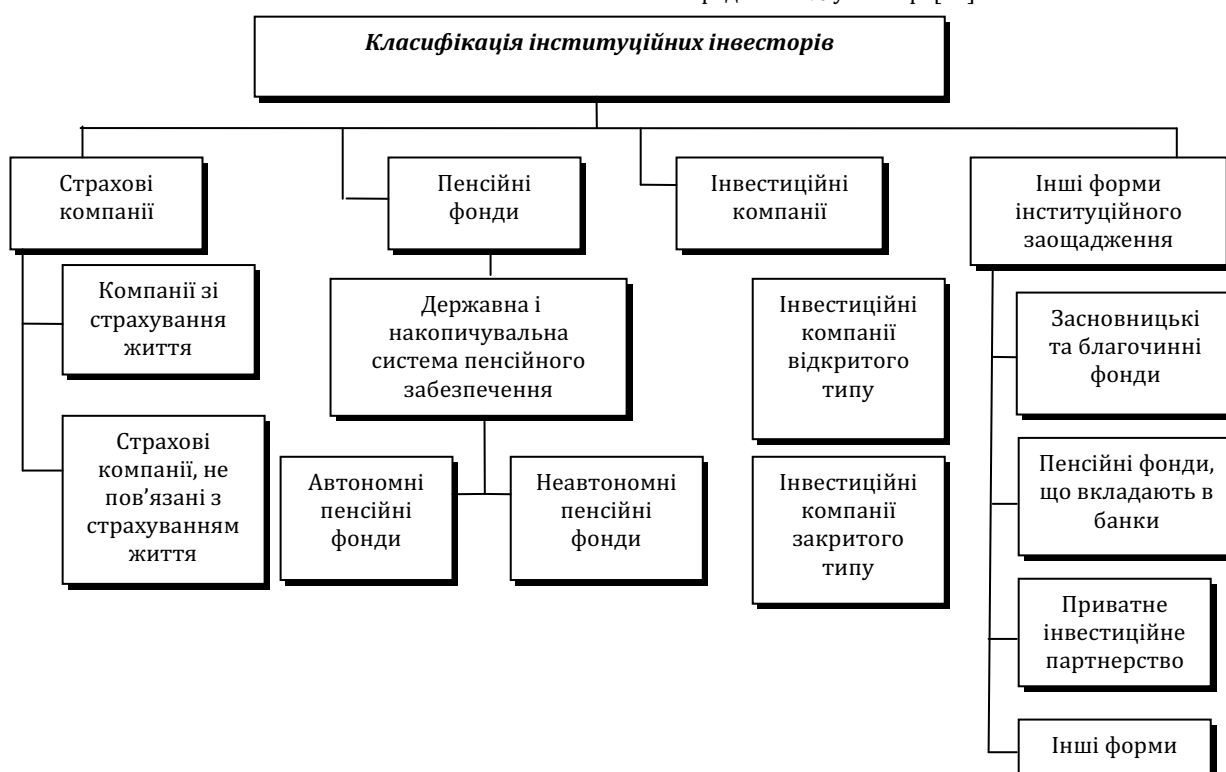 Класифікація інституційних інвесторів
Страхові
компанії
Пенсійні
фонди
Інвестиційні
компанії
Інші форми
інституційного
заощадження
Компанії зі
страхування
життя
Страхові
компанії, не
пов’язані з
страхуванням
життя
Державна і
накопичувальна
система пенсійного
забезпечення
Автономні
пенсійні
фонди
Неавтономні
пенсійні
фонди
Інвестиційні
компанії
відкритого
типу
Інвестиційні
компанії
закритого
типу
Засновницькі
та благочинні
фонди
Пенсійні фонди,
що вкладають в
банки
Приватне
інвестиційне
партнерство
Інші форми